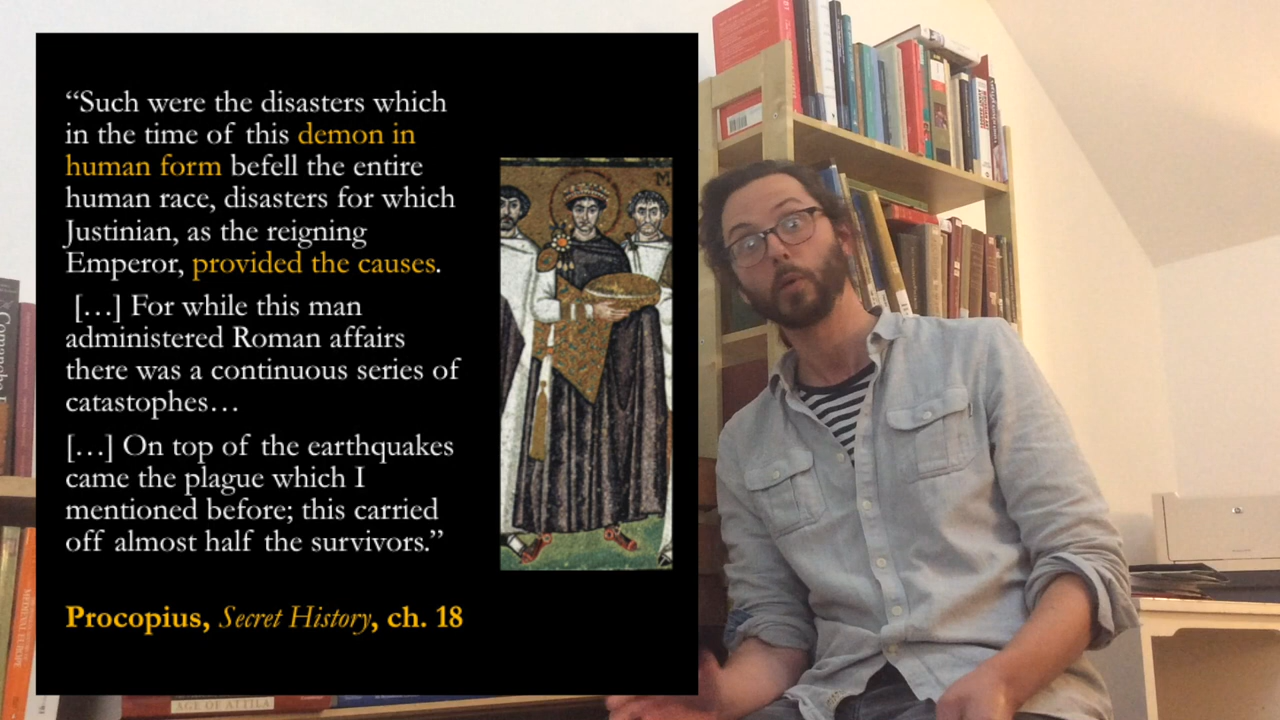 “Such were the disasters which
in the time of this demon in
human form befell the entire
human race, disasters for which
Justinian, as the reigning
Emperor, provided the causes.
[…] For while this man
administered Roman affairs
there was a continuous series of
catastophes…
[…] On top of the earthquakes
came the plague which I
mentioned before; this carried
off almost half the survivors.”
Procopius, Secret History, ch. 18
M
MEDIEVAL EUROPE
AGE OF ATTILA